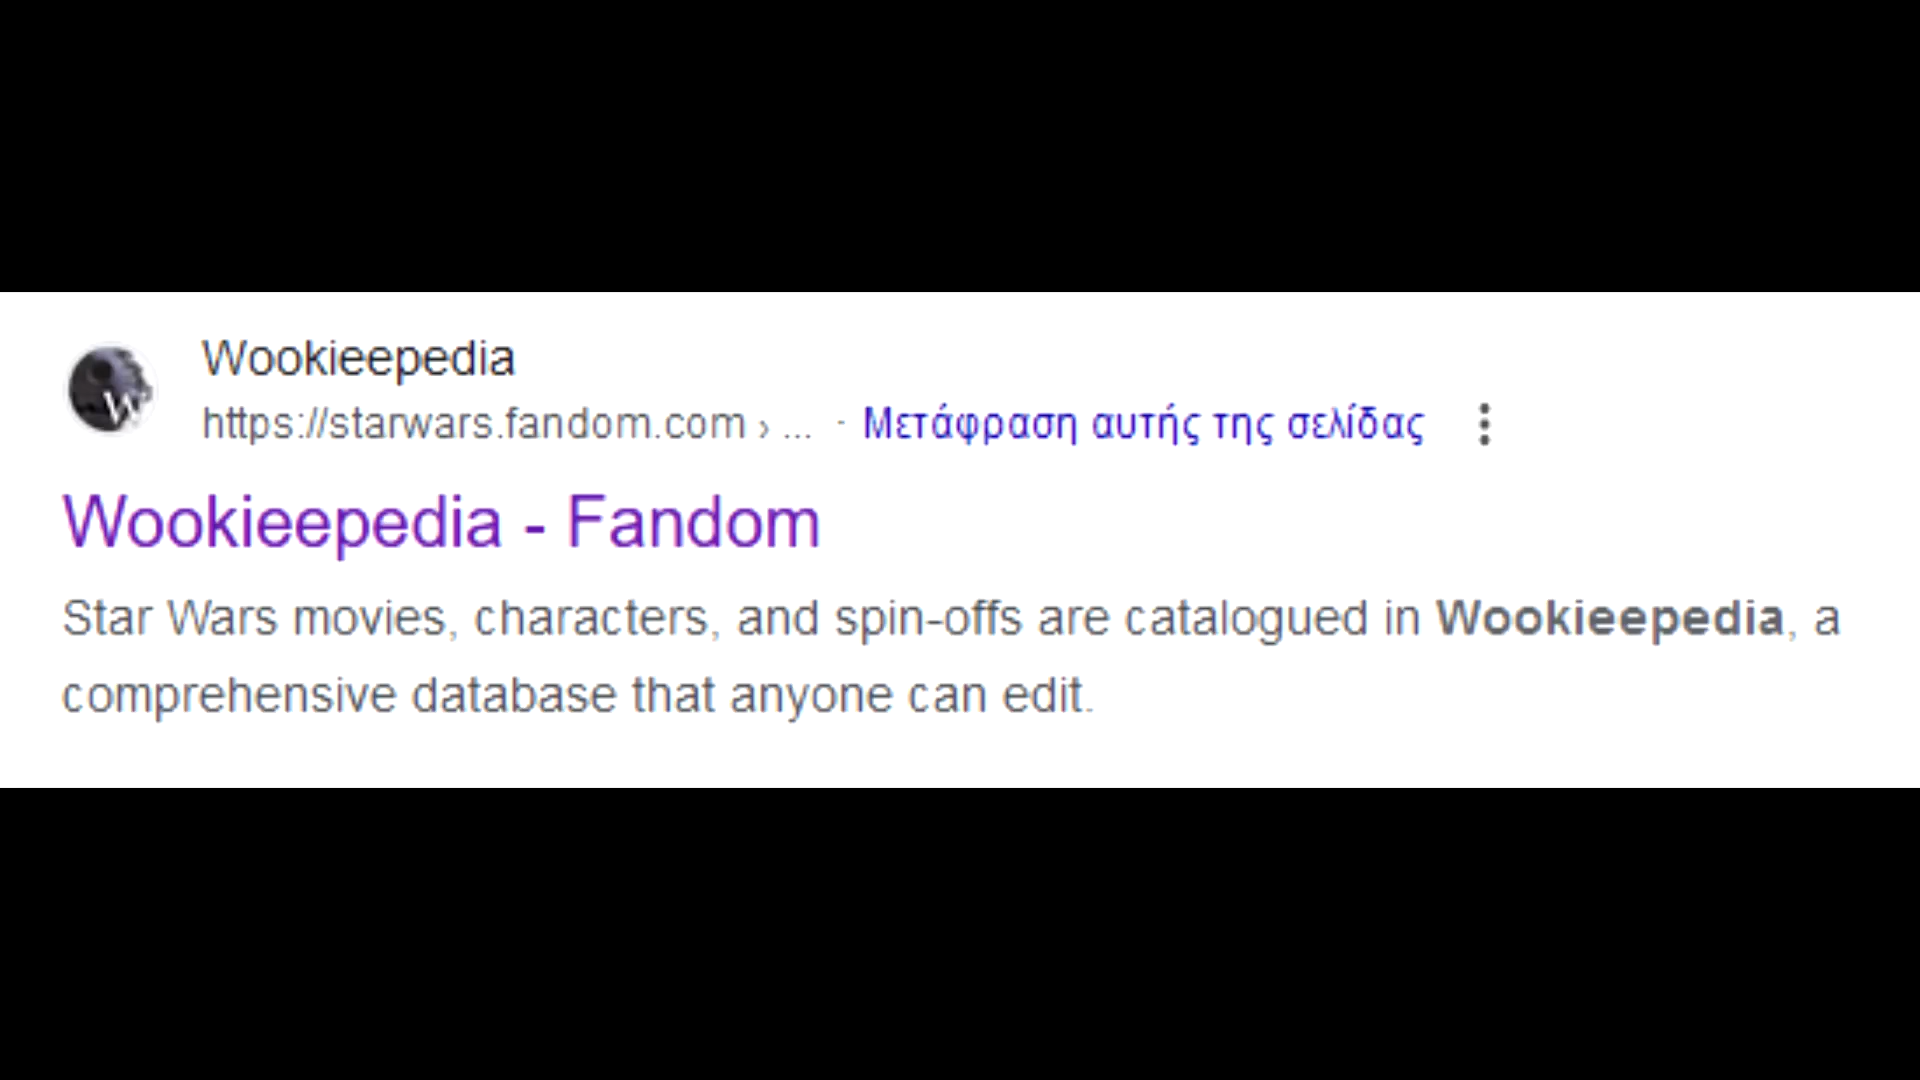 Wookieepedia
https://starwars.fandom.com › ... · Μετάφραση αυτής της σελίδας
Wookieepedia - Fandom
Star Wars movies, characters, and spin-offs are catalogued in Wookieepedia, a
comprehensive database that anyone can edit.